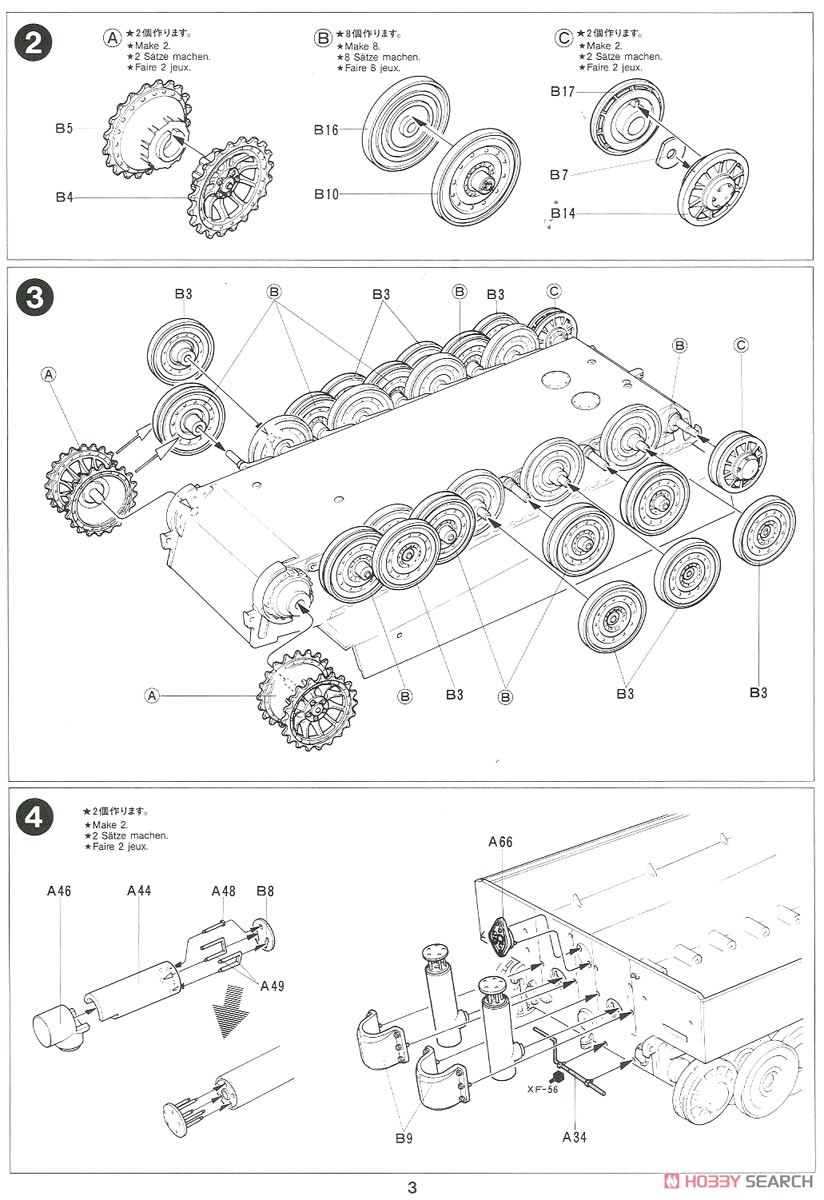 2
A
★2個作ります。
★Make 2.
★2 Sätze machen.
★Faire 2 jeux.
B5
B4
B
★8個作ります。
★Make 8.
★8 Sätze machen.
★Faire 8 jeux.
B16
B10
C
★2個作ります。
★Make 2.
★2 Sätze machen.
★Faire 2 jeux.
B17
B7
B14
3
B3
B
B3
B
B3
C
A
B
C
A
B
B3
B
B3
B3
4
★2個作ります。
★Make 2.
★2 Sätze machen.
★Faire 2 jeux.
A46
A44
A48
B8
A49
A66
XF-56
B9
A34
3
HOBBY SEARCH